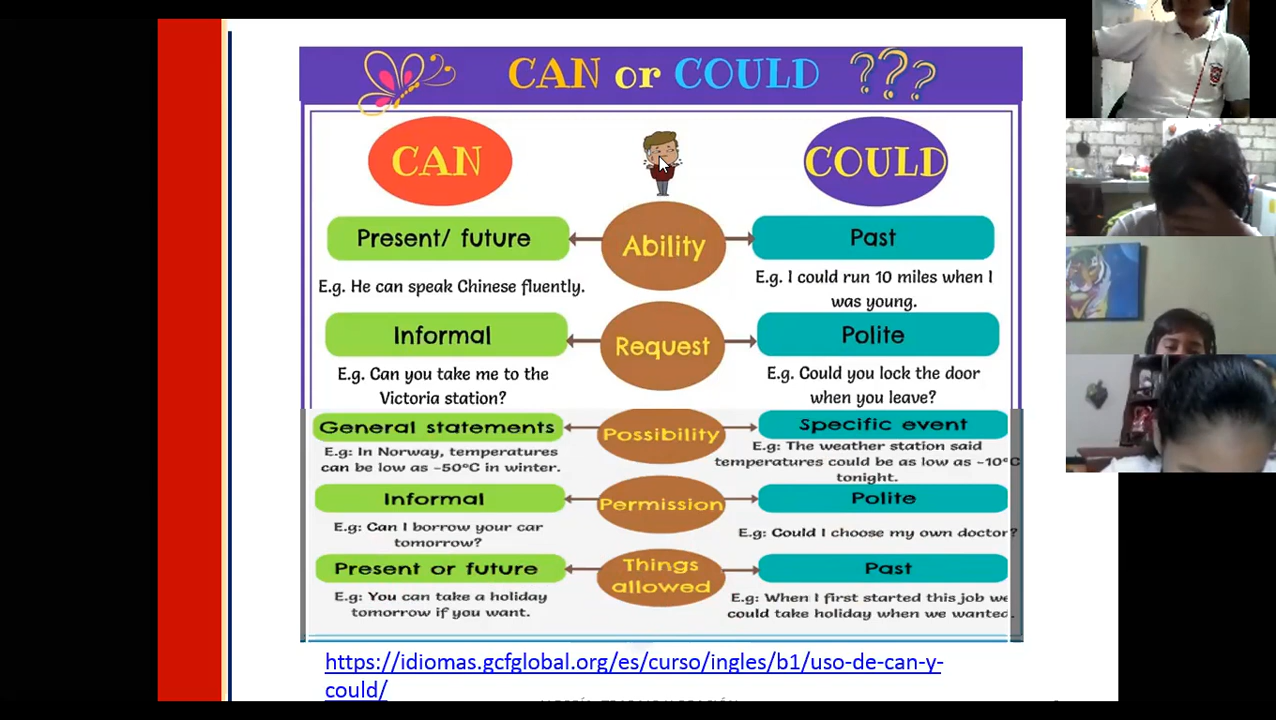 CAN or COULD ???
CAN
COULD
Present/ future
Ability
Past
E.g. He can speak Chinese fluently.
E.g. I could run 10 miles when I
was young.
Informal
Request
Polite
E.g. Can you take me to the
Victoria station?
E.g. Could you lock the door
when you leave?
General statements
Possibility
Specific event
E.g: In Norway, temperatures
can be low as -50°C in winter.
E.g: The weather station said
temperatures could be as low as -10°C
tonight.
Informal
Permission
Polite
E.g: Can I borrow your car
tomorrow?
E.g: Could I choose my own doctor?
Present or future
Things
allowed
Past
E.g: You can take a holiday
tomorrow if you want.
E.g: When I first started this job we
could take holiday when we wanted.
https://idiomas.gcfglobal.org/es/curso/ingles/b1/uso-de-can-y-
could/